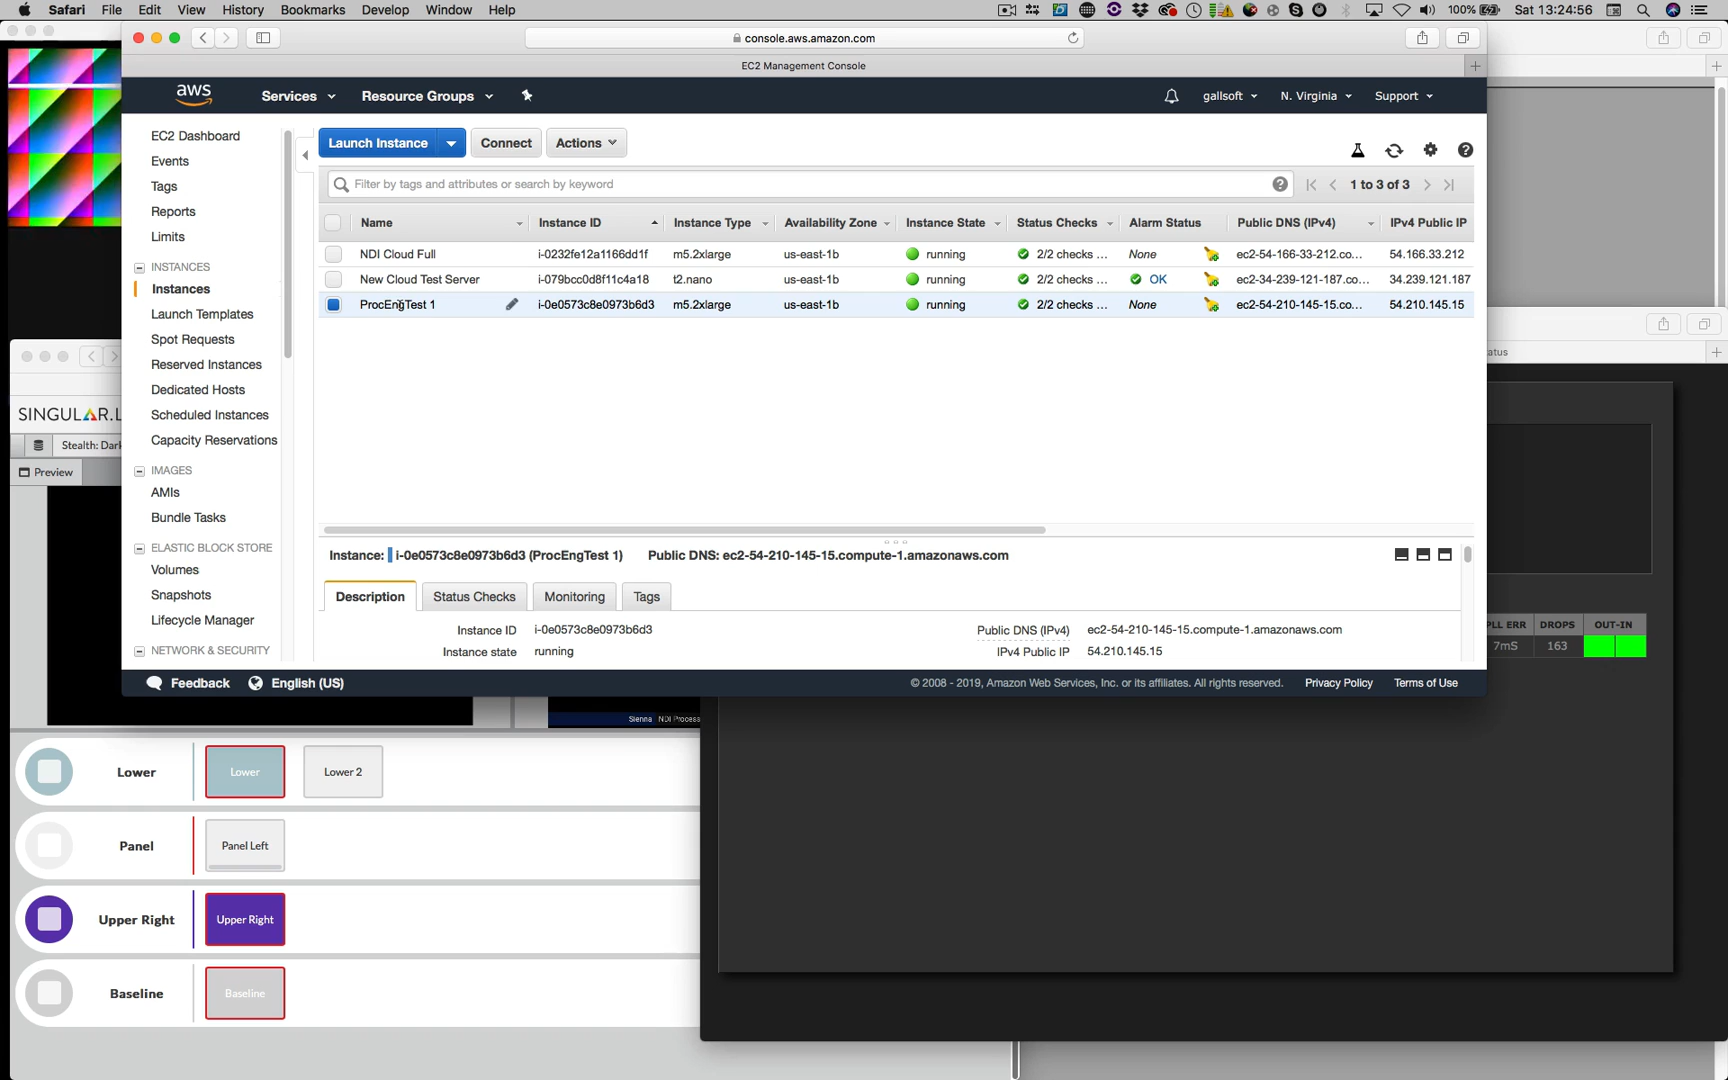 Safari File Edit View History Bookmarks Develop Window Help
100% Sat 13:24:56
console.aws.amazon.com
EC2 Management Console
aws Services Resource Groups gallsoft N. Virginia Support
EC2 Dashboard
Events
Tags
Reports
Limits
INSTANCES
Instances
Launch Templates
Spot Requests
Reserved Instances
Dedicated Hosts
Scheduled Instances
Capacity Reservations
IMAGES
AMIs
Bundle Tasks
ELASTIC BLOCK STORE
Volumes
Snapshots
Lifecycle Manager
NETWORK & SECURITY
Launch Instance Connect Actions
Filter by tags and attributes or search by keyword
1 to 3 of 3
Name Instance ID Instance Type Availability Zone Instance State Status Checks Alarm Status Public DNS (IPv4) IPv4 Public IP
NDI Cloud Full i-0232fe12a1166dd1f m5.2xlarge us-east-1b running 2/2 checks ... None ec2-54-166-33-212.co... 54.166.33.212
New Cloud Test Server i-079bcc0d8f11c4a18 t2.nano us-east-1b running 2/2 checks ... OK ec2-34-239-121-187.co... 34.239.121.187
ProcEngTest 1 i-0e0573c8e0973b6d3 m5.2xlarge us-east-1b running 2/2 checks ... None ec2-54-210-145-15.co... 54.210.145.15
Instance: i-0e0573c8e0973b6d3 (ProcEngTest 1) Public DNS: ec2-54-210-145-15.compute-1.amazonaws.com
Description Status Checks Monitoring Tags
Instance ID i-0e0573c8e0973b6d3 Public DNS (IPv4) ec2-54-210-145-15.compute-1.amazonaws.com
Instance state running IPv4 Public IP 54.210.145.15
Feedback English (US) © 2008 - 2019, Amazon Web Services, Inc. or its affiliates. All rights reserved. Privacy Policy Terms of Use
atus
SINGUL▲R.L
Stealth: Dark
Preview
PLL ERR DROPS OUT-IN
7mS 163
Sienna NDI Process
Lower Lower Lower 2
Panel Panel Left
Upper Right Upper Right
Baseline Baseline